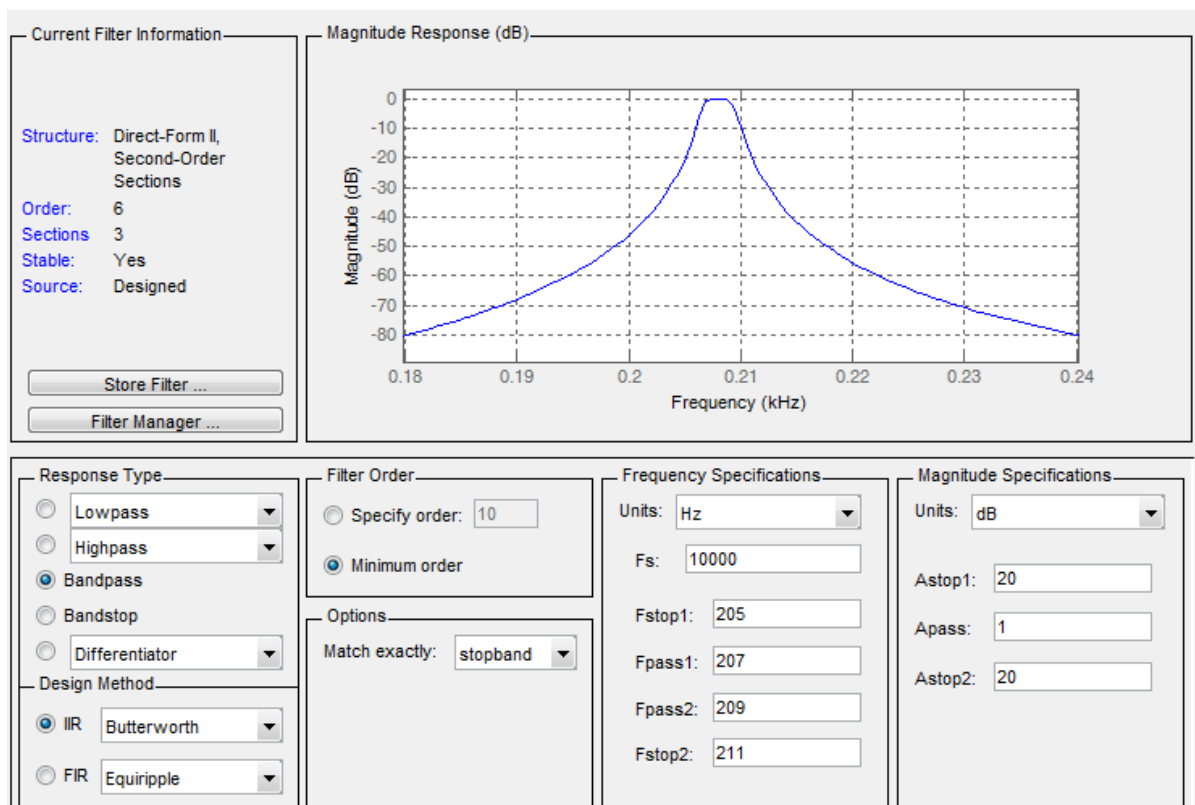 Current Filter Information
Structure: Direct-Form II,
Second-Order
Sections
Order: 6
Sections 3
Stable: Yes
Source: Designed
Store Filter ...
Filter Manager ...
Magnitude Response (dB)
Magnitude (dB)
0
-10
-20
-30
-40
-50
-60
-70
-80
0.18 0.19 0.2 0.21 0.22 0.23 0.24
Frequency (kHz)
Response Type
Lowpass
Highpass
Bandpass
Bandstop
Differentiator
Design Method
IIR Butterworth
FIR Equiripple
Filter Order
Specify order: 10
Minimum order
Options
Match exactly: stopband
Frequency Specifications
Units: Hz
Fs: 10000
Fstop1: 205
Fpass1: 207
Fpass2: 209
Fstop2: 211
Magnitude Specifications
Units: dB
Astop1: 20
Apass: 1
Astop2: 20